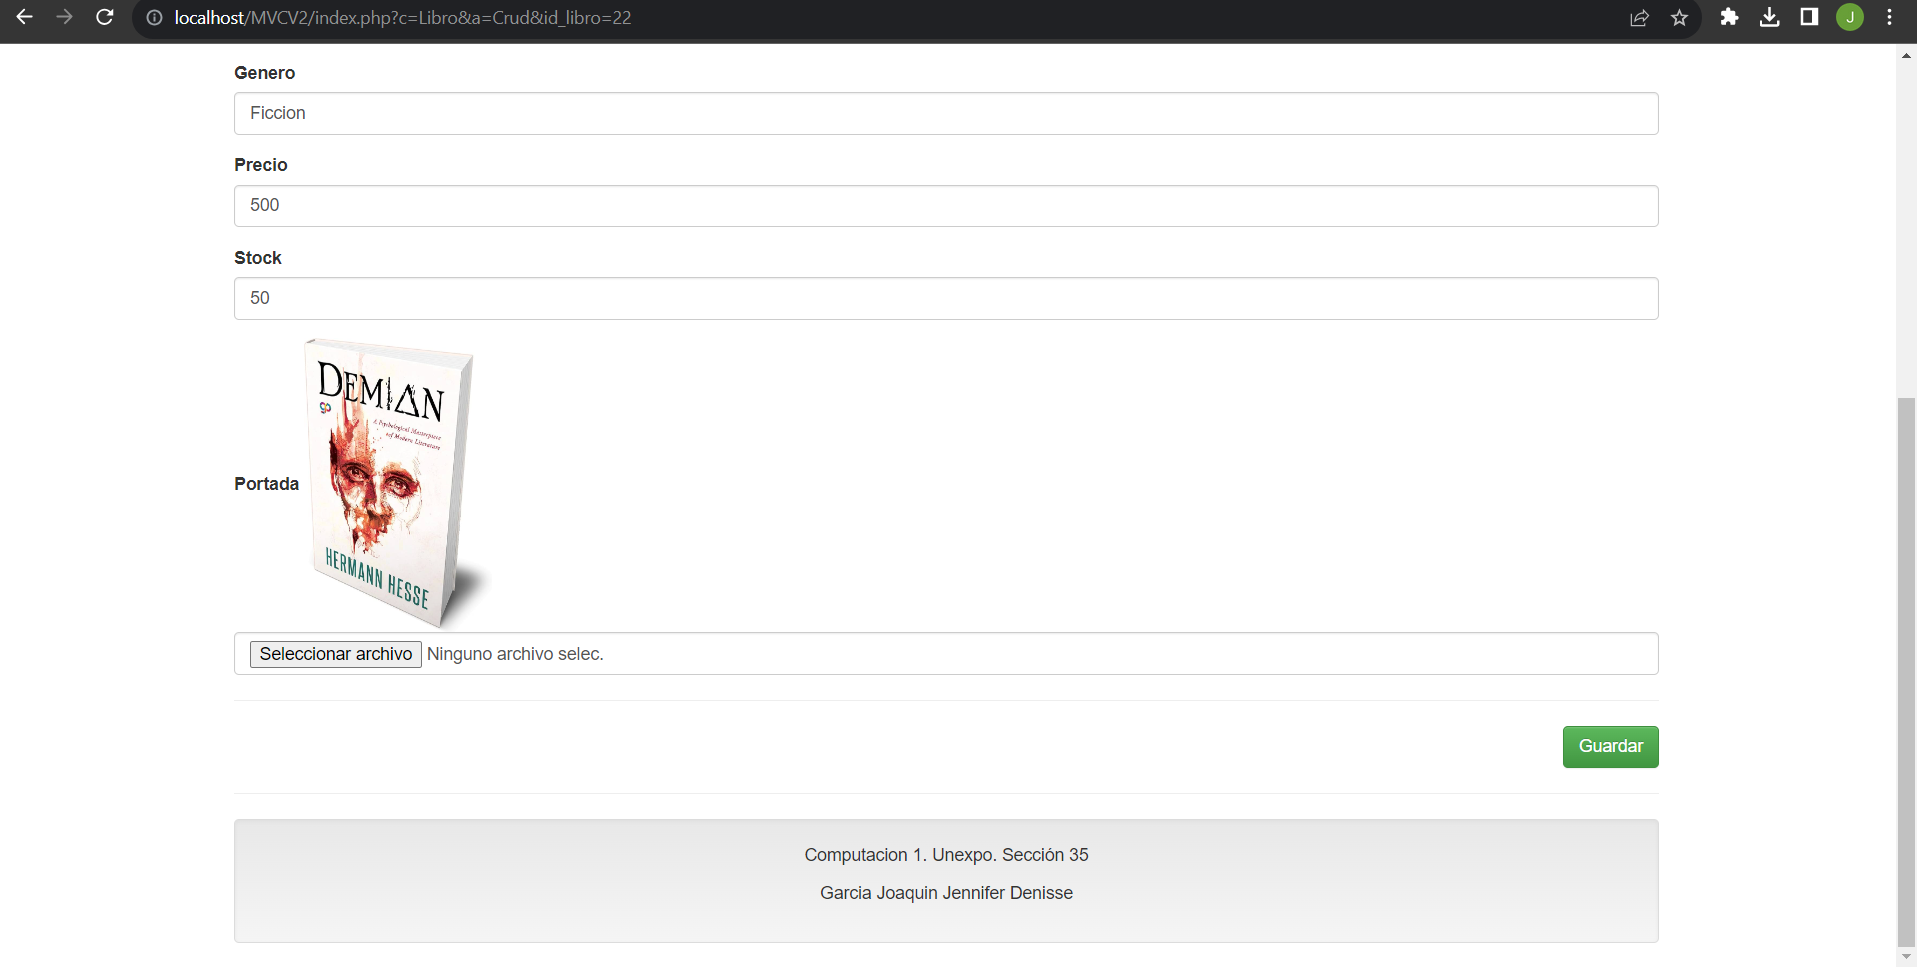 localhost/MVCV2/index.php?c=Libro&a=Crud&id_libro=22
J
Genero
Ficcion
Precio
500
Stock
50
DEMIAN
A Psychological Masterpiece
of Modern Literature
HERMANN HESSE
Portada
Seleccionar archivo Ninguno archivo selec.
Guardar
Computacion 1. Unexpo. Sección 35
Garcia Joaquin Jennifer Denisse